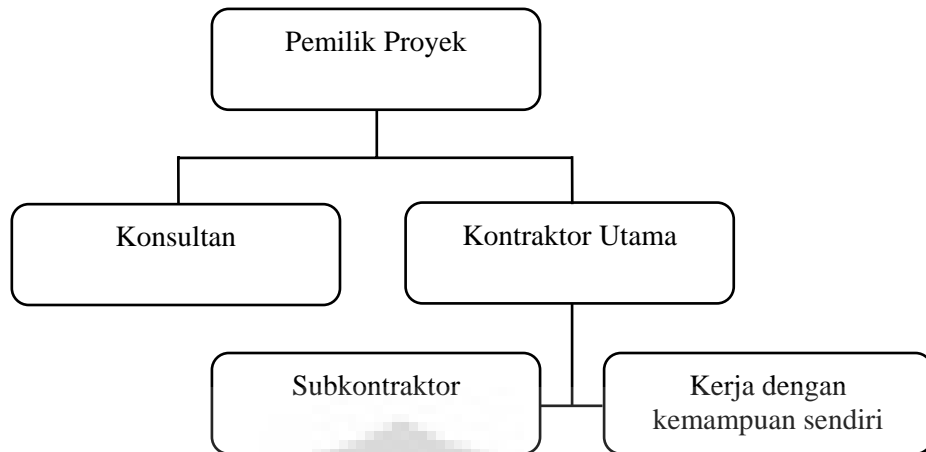 Pemilik Proyek
Konsultan
Kontraktor Utama
Subkontraktor
Kerja dengan
kemampuan sendiri